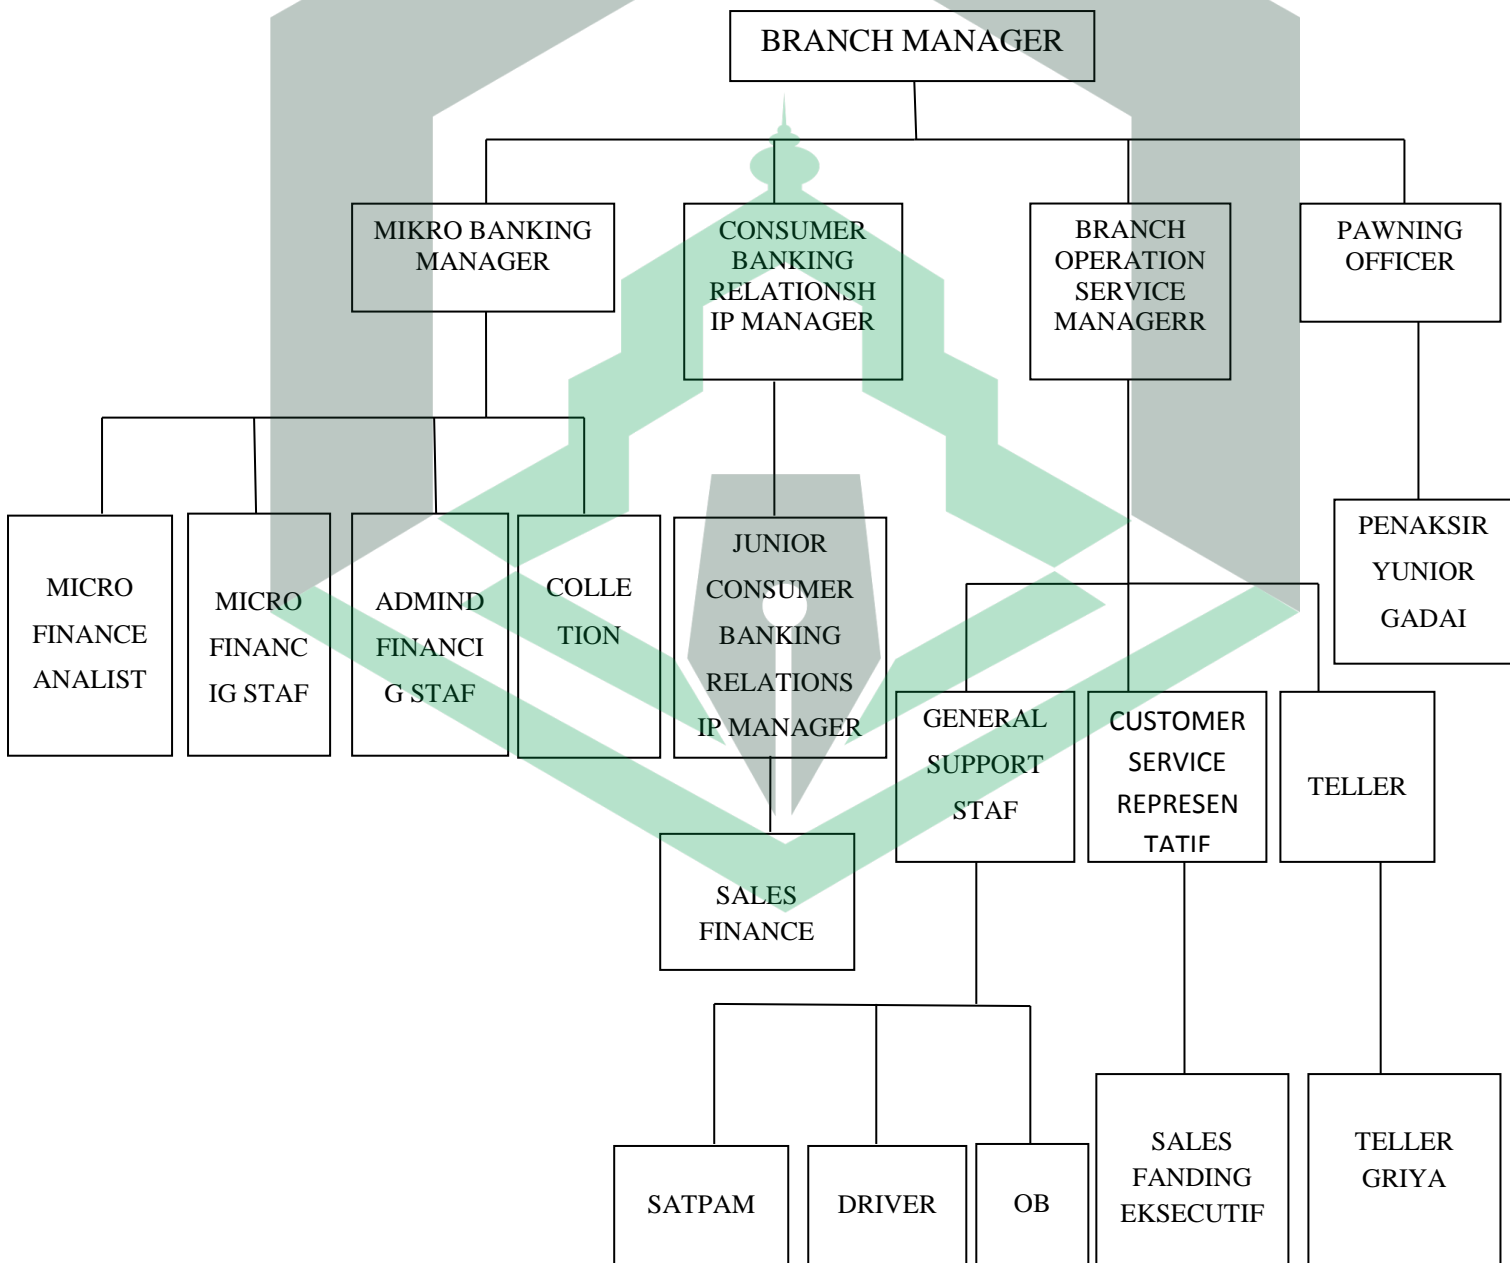 BRANCH MANAGER
MIKRO BANKING
MANAGER
CONSUMER
BANKING
RELATIONSH
IP MANAGER
BRANCH
OPERATION
SERVICE
MANAGERR
PAWNING
OFFICER
MICRO
FINANCE
ANALIST
MICRO
FINANC
IG STAF
ADMIND
FINANCI
G STAF
COLLE
TION
JUNIOR
CONSUMER
BANKING
RELATIONS
IP MANAGER
PENAKSIR
YUNIOR
GADAI
GENERAL
SUPPORT
STAF
CUSTOMER
SERVICE
REPRESEN
TATIF
TELLER
SALES
FINANCE
SATPAM
DRIVER
OB
SALES
FANDING
EKSECUTIF
TELLER
GRIYA